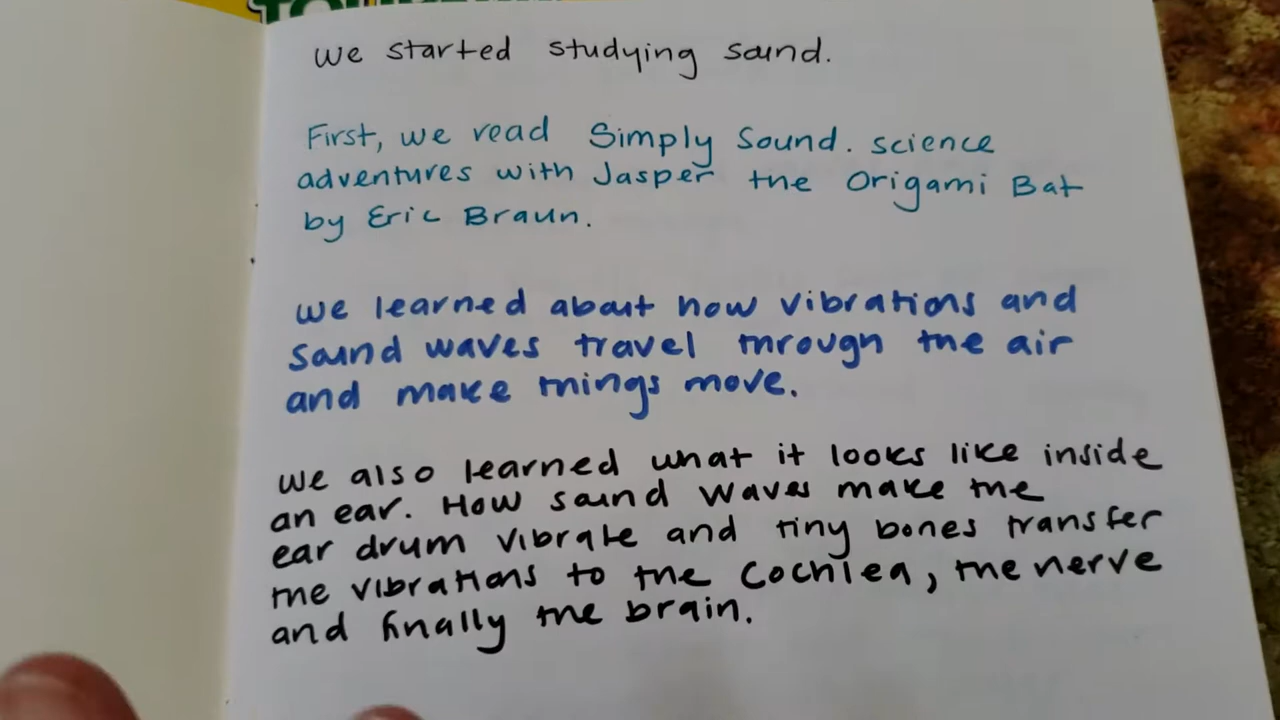 we started studying sound.
First, we read Simply Sound. science
adventures with Jasper the Origami Bat
by Eric Braun.
we learned about how vibrations and
sound waves travel through the air
and make things move.
we also learned what it looks like inside
an ear. How sound waves make the
ear drum vibrate and tiny bones transfer
the vibrations to the cochlea, the nerve
and finally the brain.